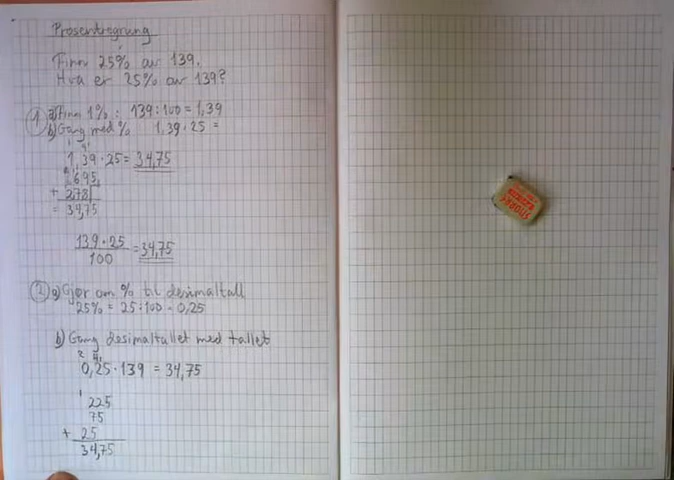 Prosentregning
Finn 25% av 139.
Hva er 25% av 139?
1 a) Finn 1% : 139:100 = 1,39
b) Gang med % 1,39 · 25 =
1,39 · 25 = 34,75
695
+ 278
= 34,75
139 · 25 / 100 = 34,75
2 a) Gjør om % til desimaltall
25% = 25:100 = 0,25
b) Gang desimaltallet med tallet
0,25 · 139 = 34,75
225
75
+ 25
34,75